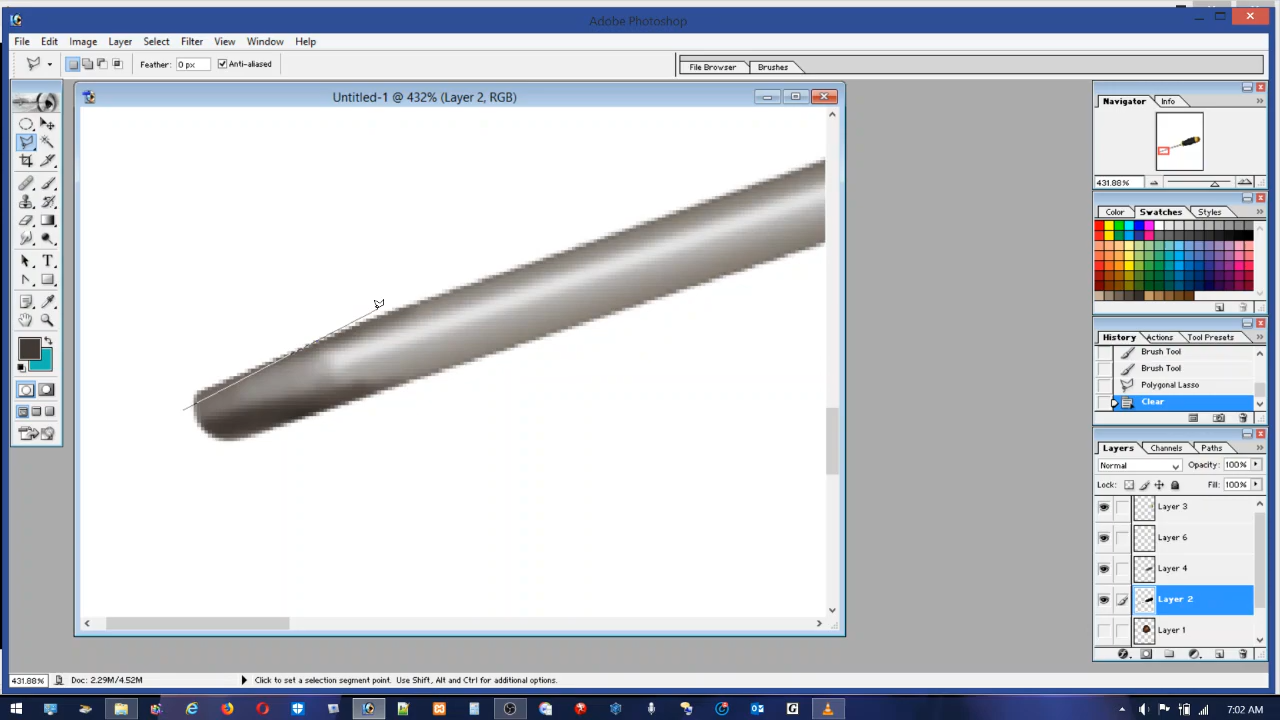 Adobe Photoshop
File Edit Image Layer Select Filter View Window Help
Feather: 0 px Anti-aliased File Browser Brushes
Untitled-1 @ 432% (Layer 2, RGB)
Navigator Info
431.88%
Color Swatches Styles
History Actions Tool Presets
Brush Tool
Brush Tool
Polygonal Lasso
Clear
Layers Channels Paths
Normal Opacity: 100%
Lock: Fill: 100%
Layer 3
Layer 6
Layer 4
Layer 2
Layer 1
431.88% Doc: 2.29M/4.52M Click to set a selection segment point. Use Shift, Alt and Ctrl for additional options.
7:02 AM